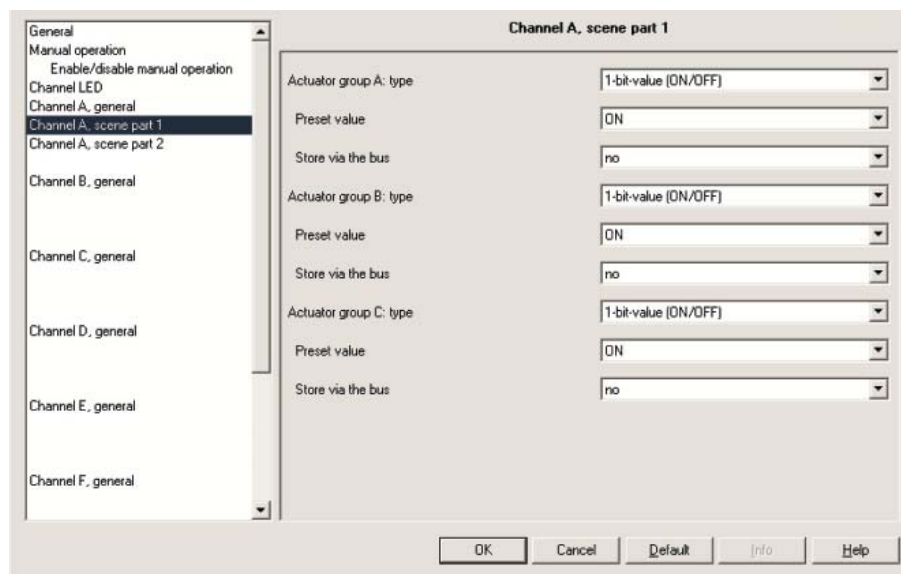 General
Manual operation
Enable/disable manual operation
Channel LED
Channel A, general
Channel A, scene part 1
Channel A, scene part 2
Channel B, general
Channel C, general
Channel D, general
Channel E, general
Channel F, general
Channel A, scene part 1
Actuator group A: type 1-bit-value (ON/OFF)
Preset value ON
Store via the bus no
Actuator group B: type 1-bit-value (ON/OFF)
Preset value ON
Store via the bus no
Actuator group C: type 1-bit-value (ON/OFF)
Preset value ON
Store via the bus no
OK Cancel Default Info Help